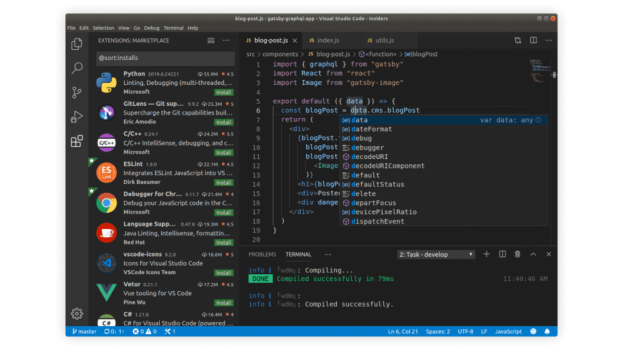 blog-post.js - gatsby-graphql-app - Visual Studio Code - Insiders
File Edit Selection View Go Debug Terminal Help
EXTENSIONS: MARKETPLACE
@sort:installs
Python 2019.6.24221 55.9M 4.5
Linting, Debugging (multi-threaded,...
Microsoft Install
GitLens — Git sup... 9.9.2 23.3M 5
Supercharge the Git capabilities buil...
Eric Amodio Install
C/C++ 0.24.1 24.2M 3.5
C/C++ IntelliSense, debugging, and c...
Microsoft Install
ESLint 1.9.0 22.1M 4.5
Integrates ESLint JavaScript into VS ...
Dirk Baeumer Install
Debugger for Chr... 4.11.7 21.4M 4
Debug your JavaScript code in the C...
Microsoft Install
Language Supp... 0.47.0 19.3M 4.5
Java Linting, Intellisense, formattin...
Red Hat Install
vscode-icons 9.2.0 18.6M 5
Icons for Visual Studio Code
VSCode Icons Team Install
Vetur 0.21.1 17.2M 4.5
Vue tooling for VS Code
Pine Wu Install
C# 1.21.0 16.4M 4
C# for Visual Studio Code (powered ...
JS blog-post.js JS index.js JS utils.js
src components JS blog-post.js <function> blogPost
1 import { graphql } from "gatsby"
2 import React from "react"
3 import Image from "gatsby-image"
4
5 export default ({ data }) => {
6 const blogPost = data.cms.blogPost
7 return (
8 <div>
9 {blogPost.
10 blogPost
11 blogPost
12 <Image
13 )}
14 <h1>{blogPo
15 <div>Poste
16 <div dange
17 </div>
18 )
19 }
20
data var data: any
dateFormat
debug
debugger
decodeURI
decodeURIComponent
default
defaultStatus
delete
departFocus
devicePixelRatio
dispatchEvent
PROBLEMS TERMINAL ... 2: Task - develop
info i ｢wdm｣: Compiling...
DONE Compiled successfully in 79ms 11:40:46 AM
info i ｢wdm｣:
info i ｢wdm｣: Compiled successfully.
master 0 0 1 Ln 6, Col 21 Spaces: 2 UTF-8 LF JavaScript